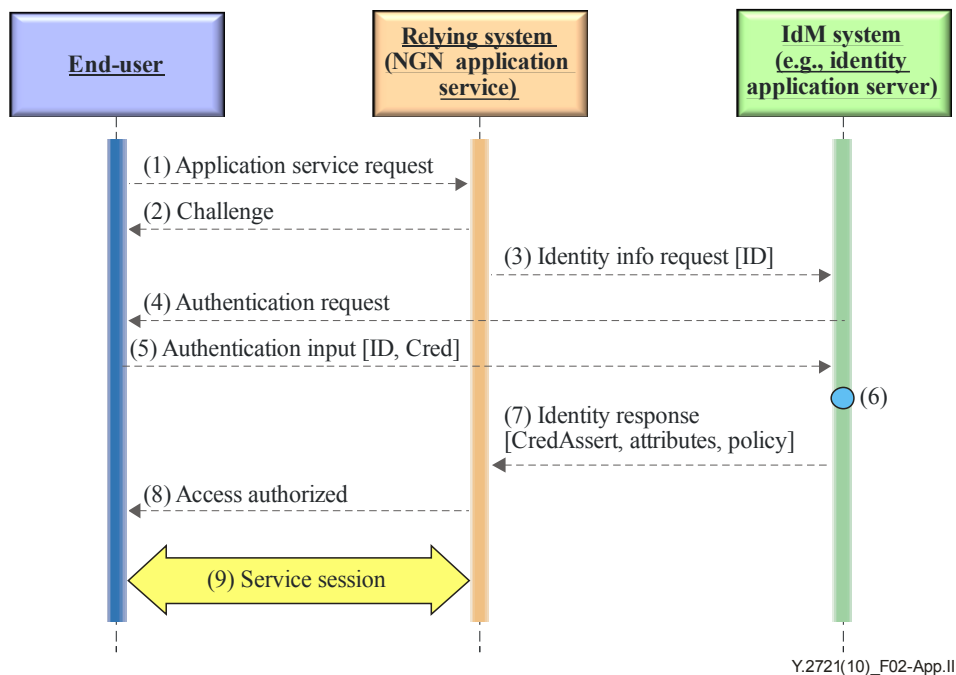 End-user
Relying system
(NGN application
service)
IdM system
(e.g., identity
application server)
(1) Application service request
(2) Challenge
(3) Identity info request [ID]
(4) Authentication request
(5) Authentication input [ID, Cred]
(6)
(7) Identity response
[CredAssert, attributes, policy]
(8) Access authorized
(9) Service session
Y.2721(10)_F02-App.II